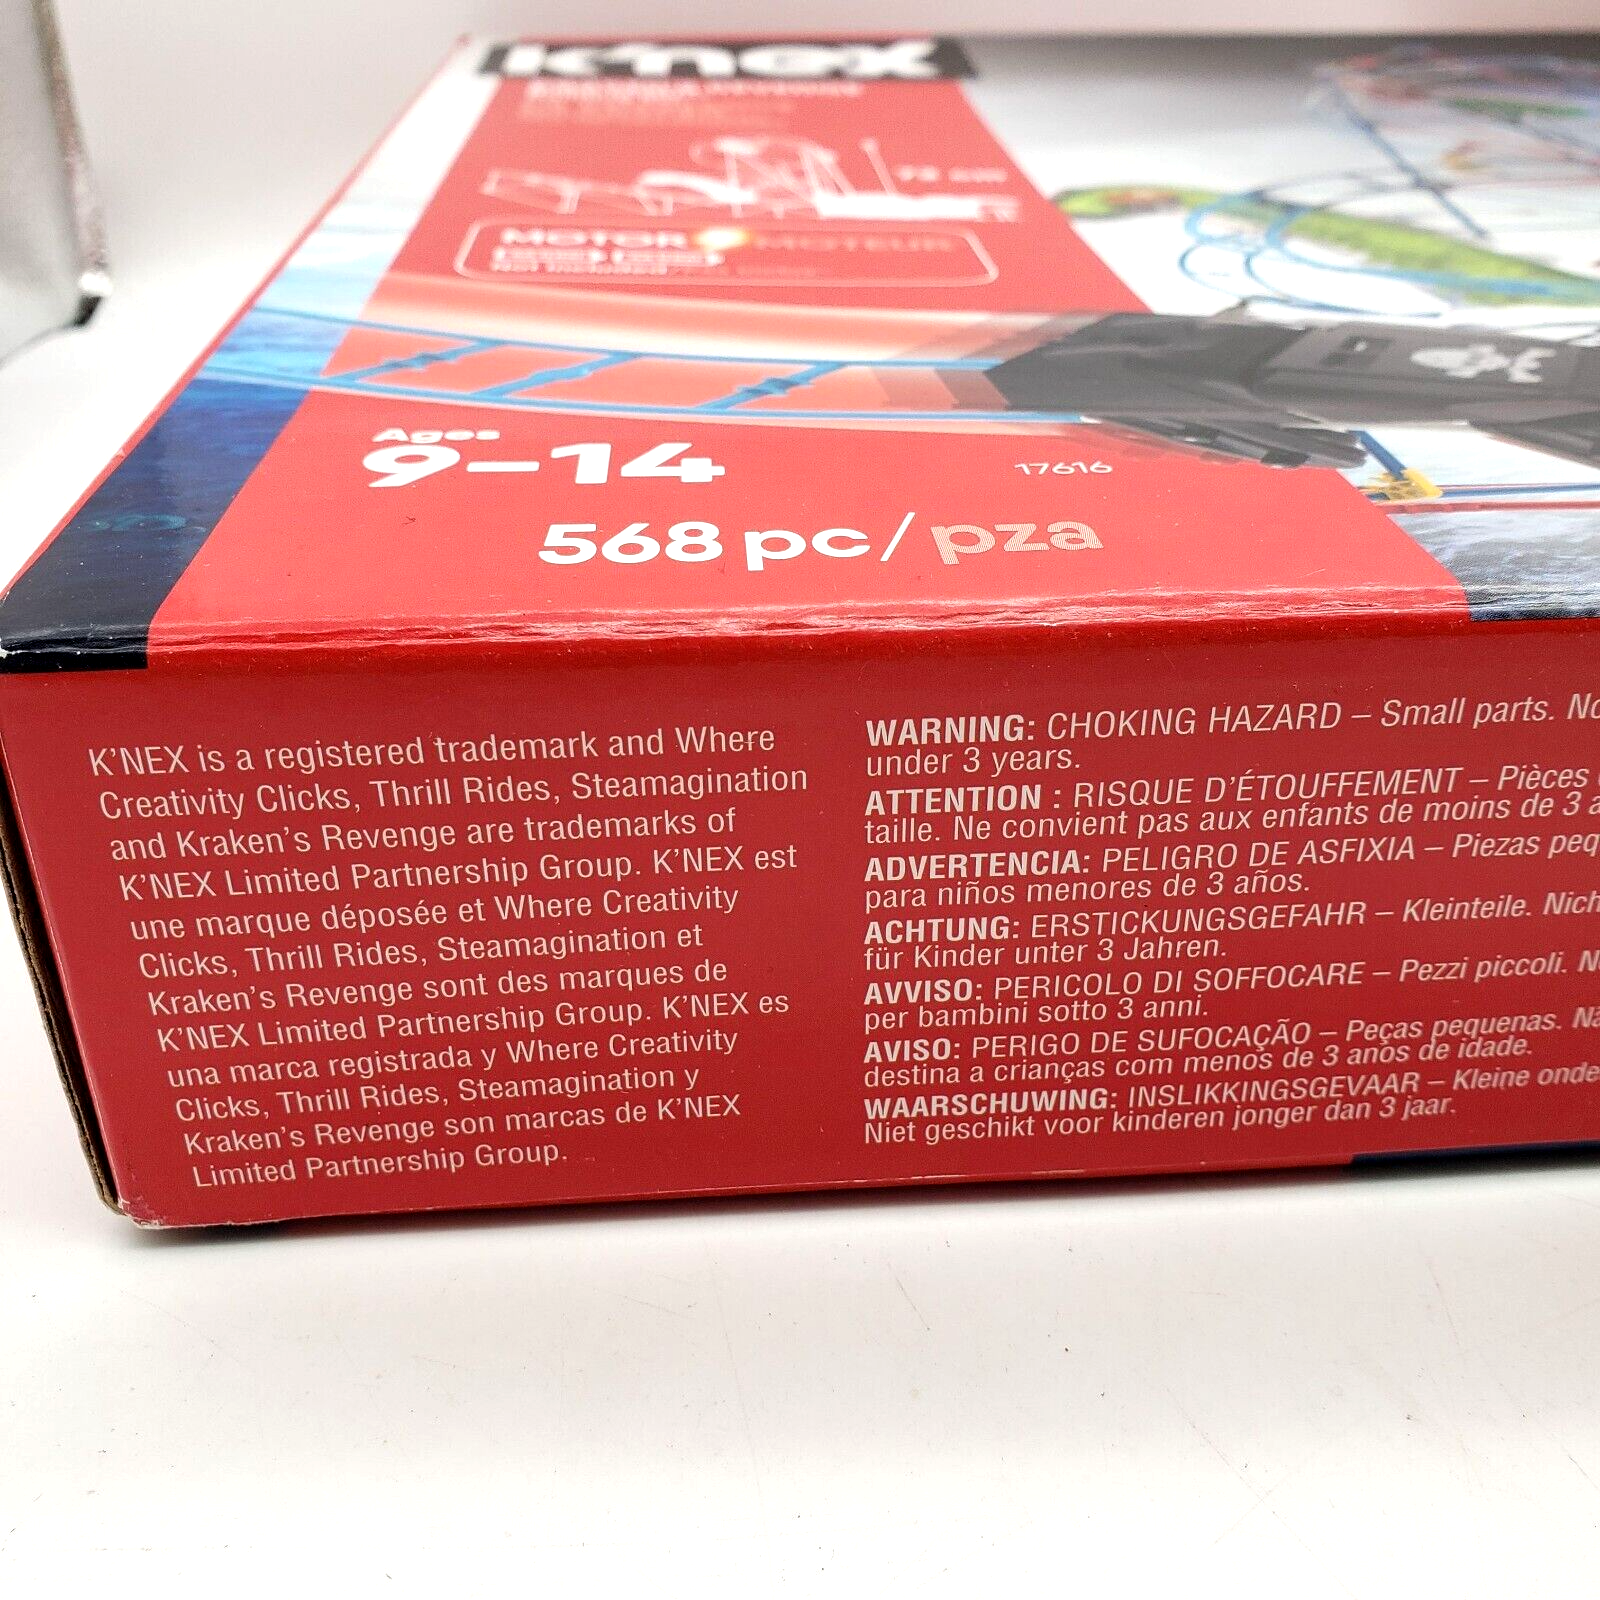 K'NEX
MOTOR MOTEUR
Not included
Ages
9–14
17616
568 pc/pza
K'NEX is a registered trademark and Where
Creativity Clicks, Thrill Rides, Steamagination
and Kraken's Revenge are trademarks of
K'NEX Limited Partnership Group. K'NEX est
une marque déposée et Where Creativity
Clicks, Thrill Rides, Steamagination et
Kraken's Revenge sont des marques de
K'NEX Limited Partnership Group. K'NEX es
una marca registrada y Where Creativity
Clicks, Thrill Rides, Steamagination y
Kraken's Revenge son marcas de K'NEX
Limited Partnership Group.
WARNING: CHOKING HAZARD – Small parts.
under 3 years.
ATTENTION : RISQUE D'ÉTOUFFEMENT – Pièces
taille. Ne convient pas aux enfants de moins de 3
ADVERTENCIA: PELIGRO DE ASFIXIA – Piezas
para niños menores de 3 años.
ACHTUNG: ERSTICKUNGSGEFAHR – Kleinteile.
für Kinder unter 3 Jahren.
AVVISO: PERICOLO DI SOFFOCARE – Pezzi piccoli.
per bambini sotto 3 anni.
AVISO: PERIGO DE SUFOCAÇÃO – Peças pequenas.
destina a crianças com menos de 3 anos de idade.
WAARSCHUWING: INSLIKKINGSGEVAAR – Kleine
Niet geschikt voor kinderen jonger dan 3 jaar.